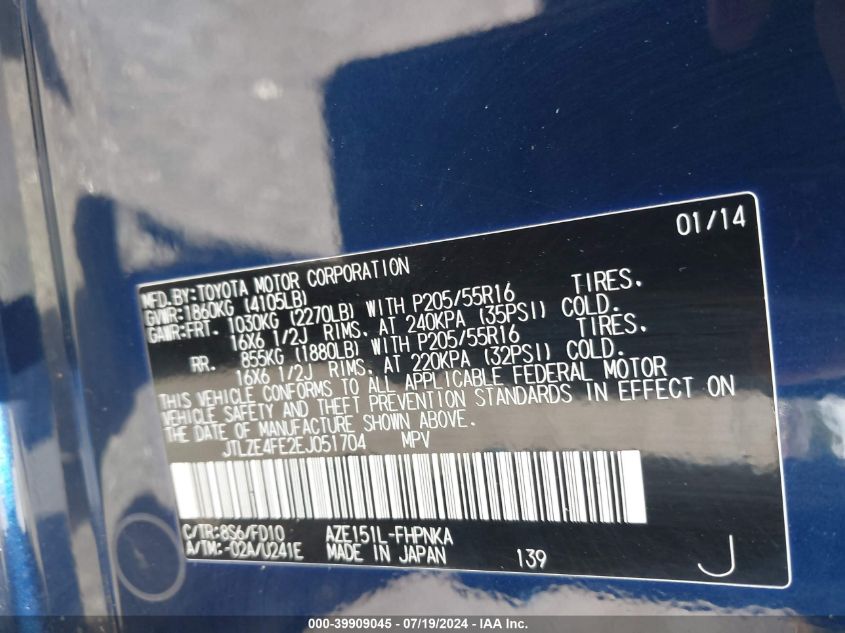 01/14
MFD.BY:TOYOTA MOTOR CORPORATION
GVWR:1860KG (4105LB)
GAWR:FRT. 1030KG (2270LB) WITH P205/55R16 TIRES.
16X6 1/2J RIMS, AT 240KPA (35PSI) COLD.
RR. 855KG (1880LB) WITH P205/55R16 TIRES.
16X6 1/2J RIMS, AT 220KPA (32PSI) COLD.
THIS VEHICLE CONFORMS TO ALL APPLICABLE FEDERAL MOTOR
VEHICLE SAFETY AND THEFT PREVENTION STANDARDS IN EFFECT ON
THE DATE OF MANUFACTURE SHOWN ABOVE.
JTLZE4FE2EJ051704 MPV
C/TR:8S6/FD10 AZE151L-FHPNKA
A/TM:-02A/U241E MADE IN JAPAN 139 J
000-39909045 - 07/19/2024 - IAA Inc.